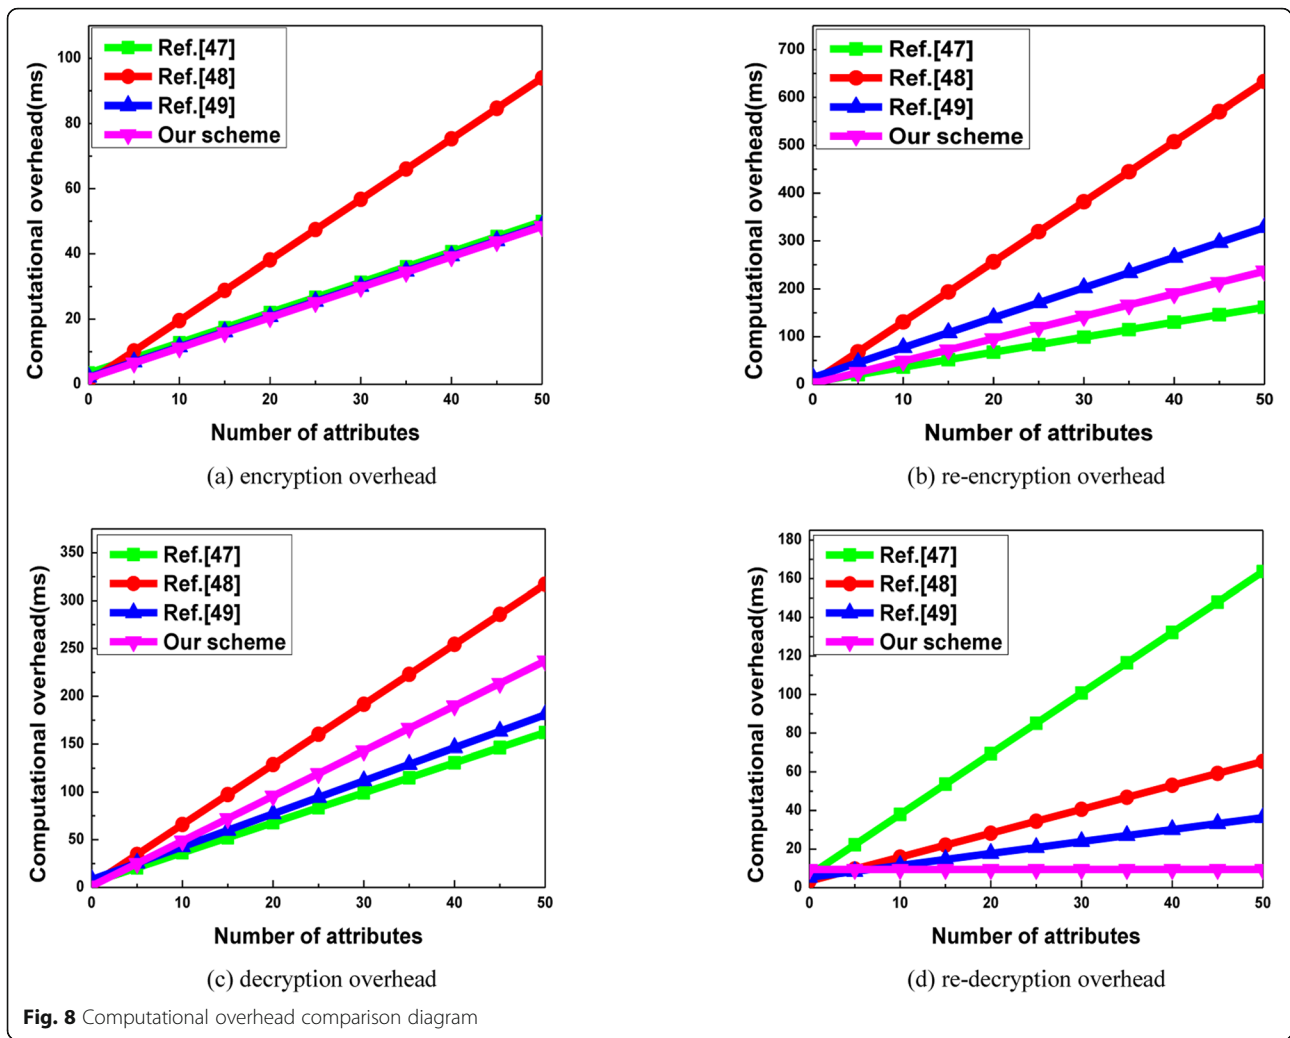 Computational overhead(ms)
100
80
60
40
20
0
Ref.[47]
Ref.[48]
Ref.[49]
Our scheme
0 10 20 30 40 50
Number of attributes
(a) encryption overhead
Computational overhead(ms)
700
600
500
400
300
200
100
0
Ref.[47]
Ref.[48]
Ref.[49]
Our scheme
0 10 20 30 40 50
Number of attributes
(b) re-encryption overhead
Computational overhead(ms)
350
300
250
200
150
100
50
0
Ref.[47]
Ref.[48]
Ref.[49]
Our scheme
0 10 20 30 40 50
Number of attributes
(c) decryption overhead
Computational overhead(ms)
180
160
140
120
100
80
60
40
20
0
Ref.[47]
Ref.[48]
Ref.[49]
Our scheme
0 10 20 30 40 50
Number of attributes
(d) re-decryption overhead
Fig. 8 Computational overhead comparison diagram